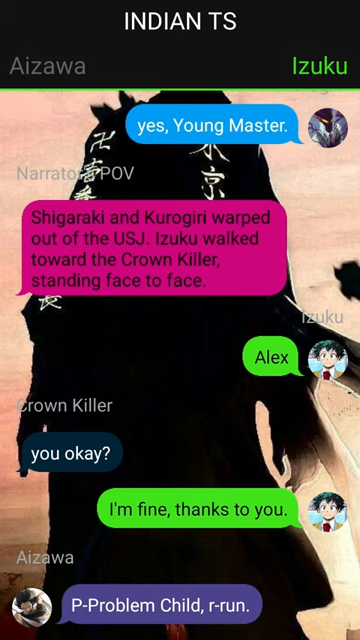 INDIAN TS
Aizawa
Izuku
yes, Young Master.
Narrators POV
Shigaraki and Kurogiri warped
out of the USJ. Izuku walked
toward the Crown Killer,
standing face to face.
Izuku
Alex
Crown Killer
you okay?
I'm fine, thanks to you.
Aizawa
P-Problem Child, r-run.